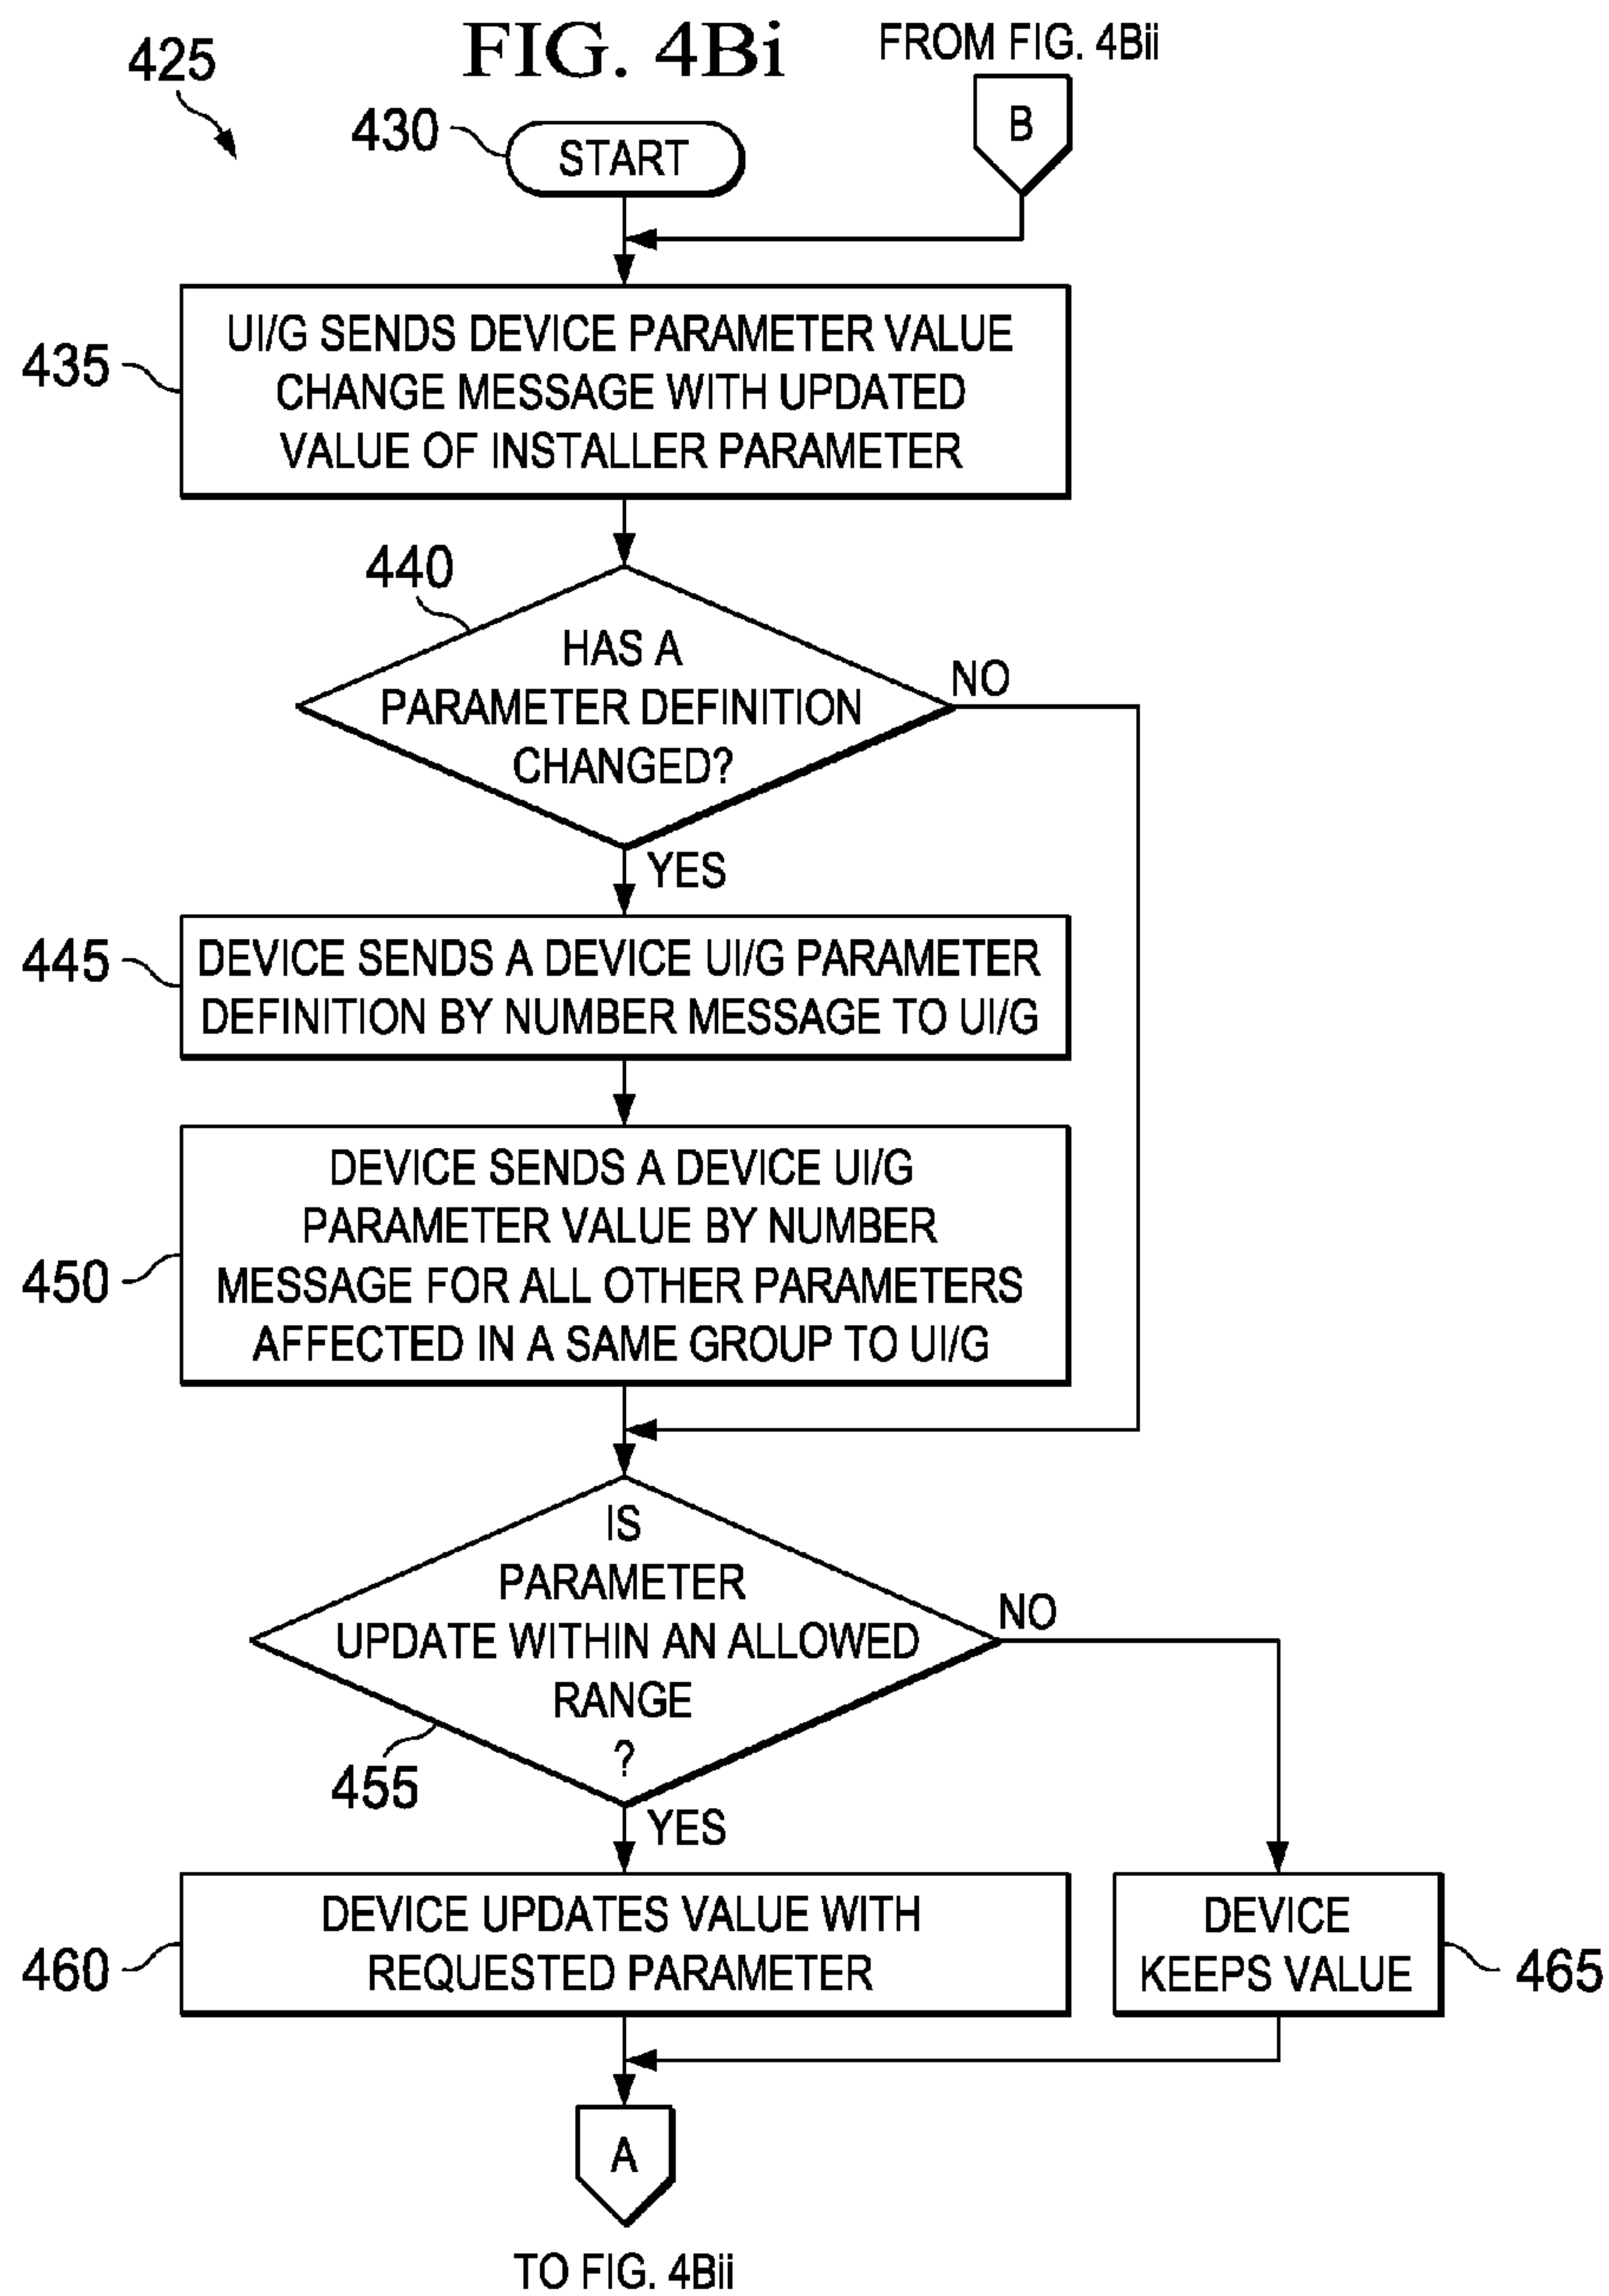 FIG. 4Bi
FROM FIG. 4Bii
425
B
430
START
435
UI/G SENDS DEVICE PARAMETER VALUE
CHANGE MESSAGE WITH UPDATED
VALUE OF INSTALLER PARAMETER
440
HAS A
PARAMETER DEFINITION
CHANGED?
NO
YES
445
DEVICE SENDS A DEVICE UI/G PARAMETER
DEFINITION BY NUMBER MESSAGE TO UI/G
450
DEVICE SENDS A DEVICE UI/G
PARAMETER VALUE BY NUMBER
MESSAGE FOR ALL OTHER PARAMETERS
AFFECTED IN A SAME GROUP TO UI/G
IS
PARAMETER
UPDATE WITHIN AN ALLOWED
RANGE
?
NO
455
YES
460
DEVICE UPDATES VALUE WITH
REQUESTED PARAMETER
DEVICE
KEEPS VALUE
465
A
TO FIG. 4Bii